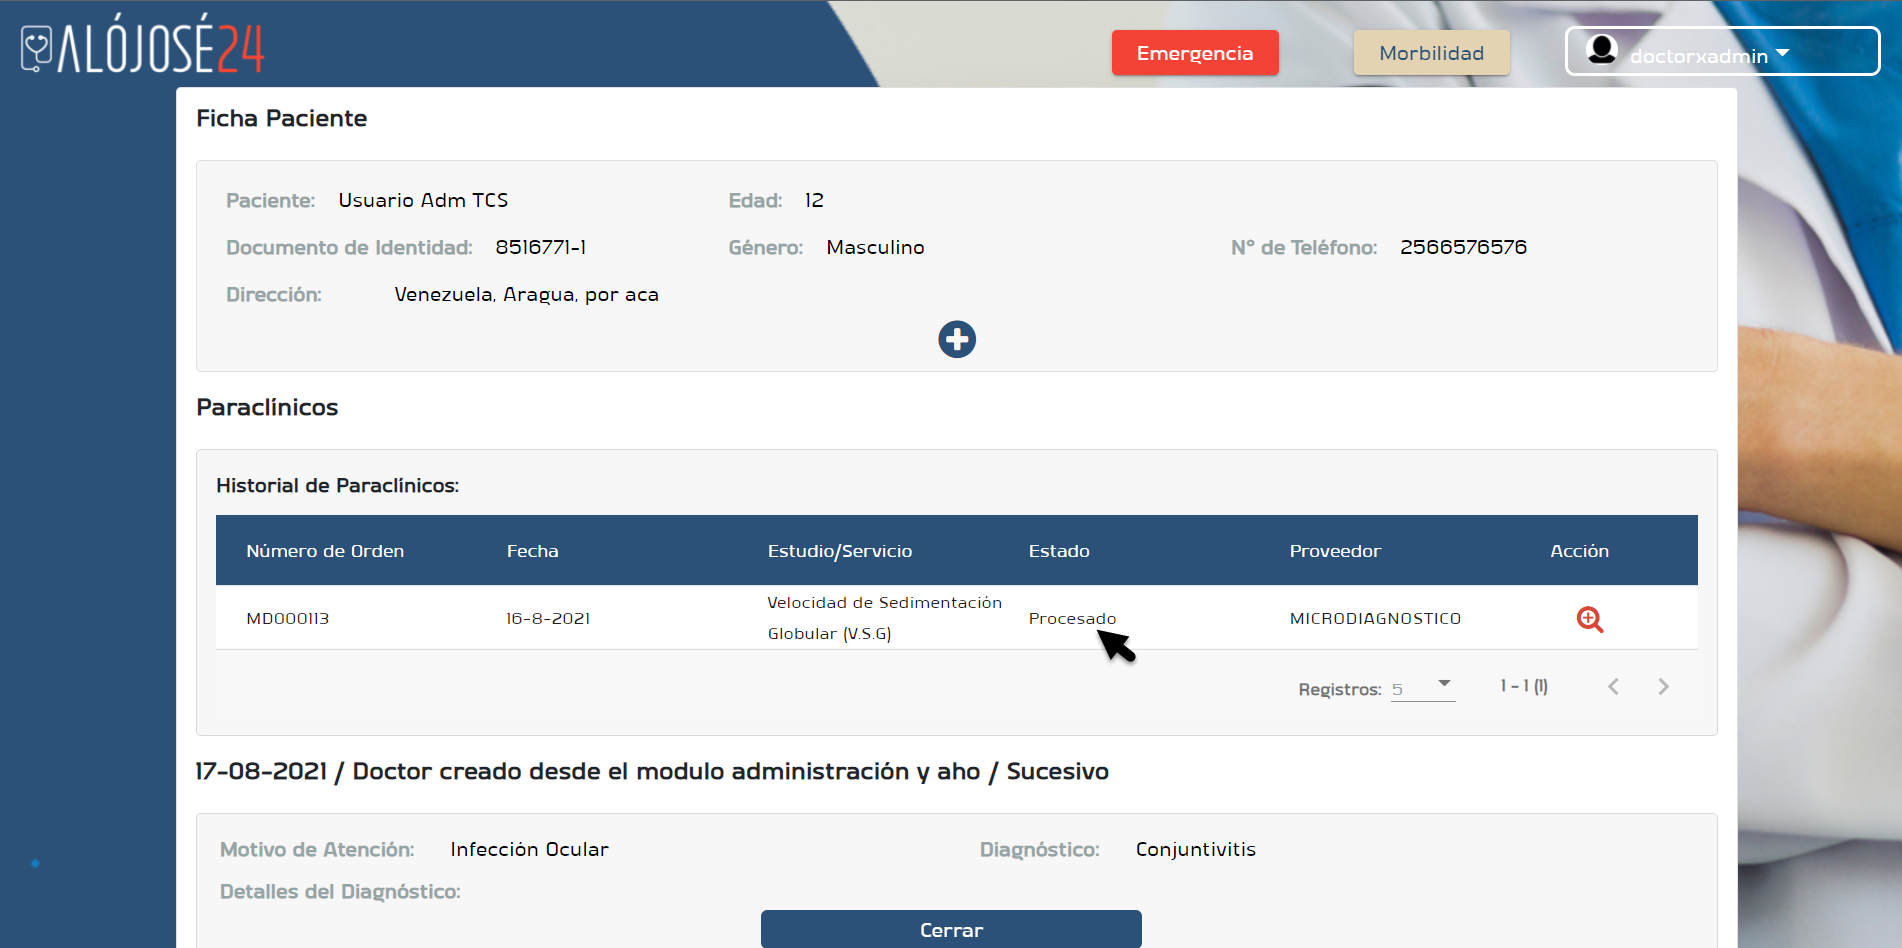 ALÓJOSÉ24
Emergencia
Morbilidad
doctorxadmin
Ficha Paciente
Paciente: Usuario Adm TCS
Edad: 12
Documento de Identidad: 8516771-1
Género: Masculino
N° de Teléfono: 2566576576
Dirección: Venezuela, Aragua, por aca
Paraclínicos
Historial de Paraclínicos:
Número de Orden Fecha Estudio/Servicio Estado Proveedor Acción
MD000113 16-8-2021 Velocidad de Sedimentación Globular (V.S.G) Procesado MICRODIAGNOSTICO
Registros: 5 1 - 1 (1)
17-08-2021 / Doctor creado desde el modulo administración y aho / Sucesivo
Motivo de Atención: Infección Ocular
Diagnóstico: Conjuntivitis
Detalles del Diagnóstico:
Cerrar